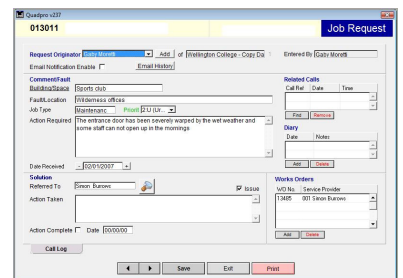 Quadpro v237
013011 Job Request
Request Originator Gaby Moretti Add of Wellington College - Copy Da Entered By Gaby Moretti
Email Notification Enable Email History
Comment/Fault Related Calls
Building/Space Sports club Call Ref Date Time
Fault/Location Wilderness offices
Job Type Maintenanc Priorit 2 U (Ur...
Action Required The entrance door has been severely warped by the wet weather and
some staff can not open up in the mornings
Find Remove
Diary
Date Notes
Date Received - 02/01/2007 + Add Delete
Solution Works Orders
Referred To Simon Burrows Issue WO No. Service Provider
Action Taken 13485 001 Simon Burrows
Action Complete Date 00/00/00 Add Delete
Call Log
Save Exit Print